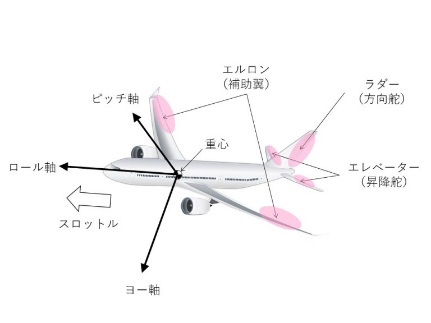 エルロン
（補助翼）
ラダー
（方向舵）
ピッチ軸
重心
ロール軸
エレベーター
（昇降舵）
スロットル
ヨー軸